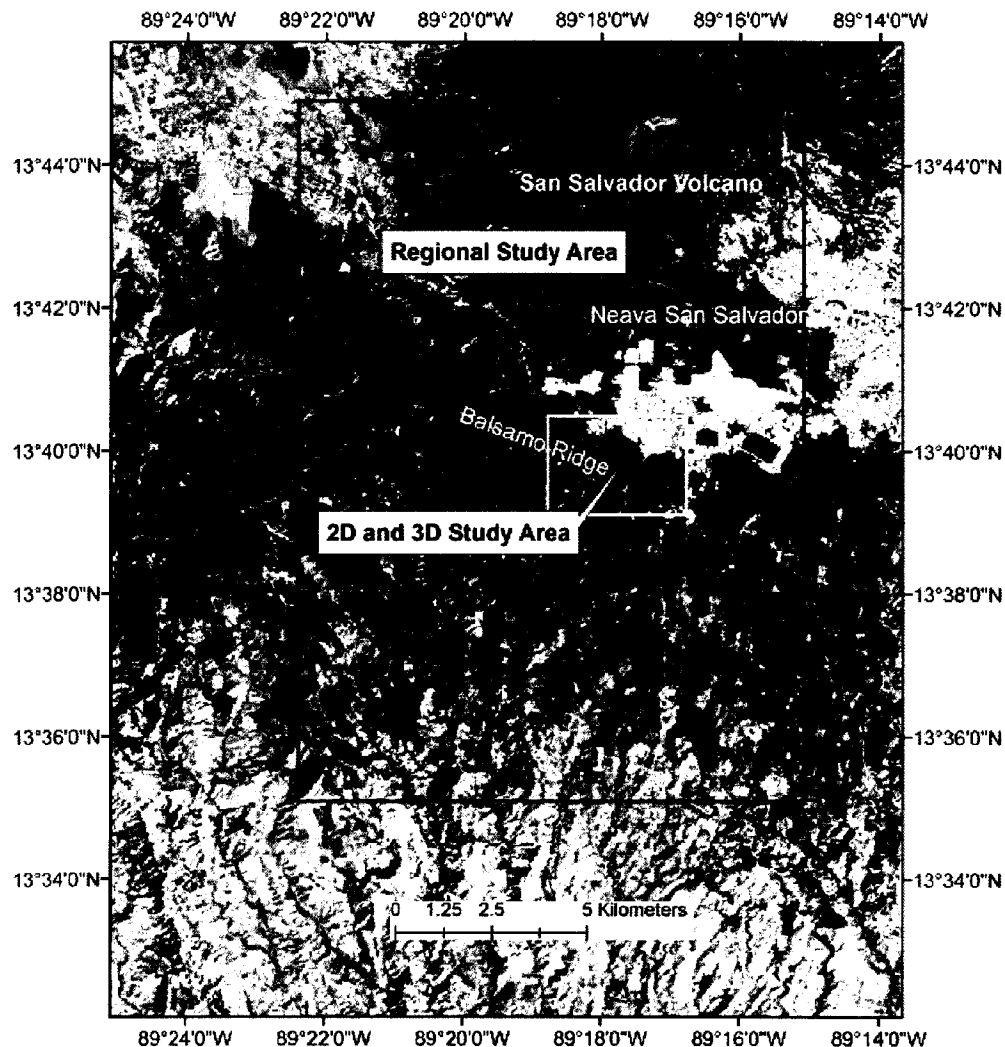 89°24'0"W 89°22'0"W 89°20'0"W 89°18'0"W 89°16'0"W 89°14'0"W
13°44'0"N 13°44'0"N
San Salvador Volcano
Regional Study Area
13°42'0"N 13°42'0"N
Neava San Salvador
Balsamo Ridge
13°40'0"N 13°40'0"N
2D and 3D Study Area
13°38'0"N 13°38'0"N
13°36'0"N 13°36'0"N
13°34'0"N 13°34'0"N
0 1.25 2.5 5 Kilometers
89°24'0"W 89°22'0"W 89°20'0"W 89°18'0"W 89°16'0"W 89°14'0"W